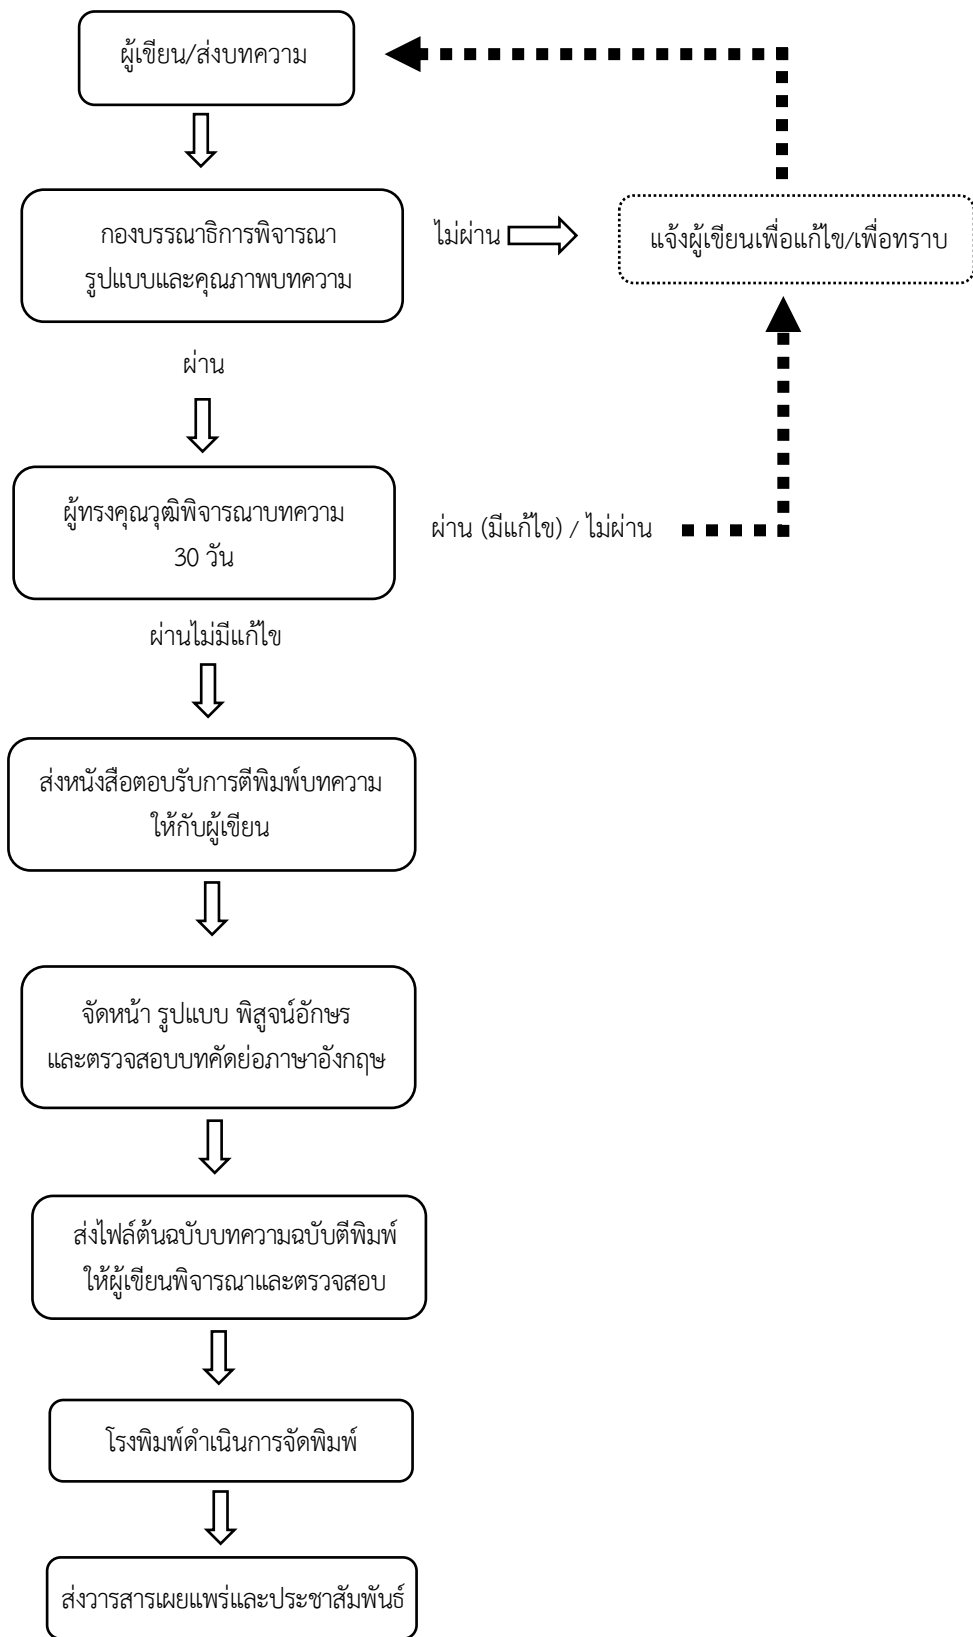 ผู้เขียน/ส่งบทความ
กองบรรณาธิการพิจารณา
รูปแบบและคุณภาพบทความ
ไม่ผ่าน
แจ้งผู้เขียนเพื่อแก้ไข/เพื่อทราบ
ผ่าน
ผู้ทรงคุณวุฒิพิจารณาบทความ
30 วัน
ผ่าน (มีแก้ไข) / ไม่ผ่าน
ผ่านไม่มีแก้ไข
ส่งหนังสือตอบรับการตีพิมพ์บทความ
ให้กับผู้เขียน
จัดหน้า รูปแบบ พิสูจน์อักษร
และตรวจสอบบทคัดย่อภาษาอังกฤษ
ส่งไฟล์ต้นฉบับบทความฉบับตีพิมพ์
ให้ผู้เขียนพิจารณาและตรวจสอบ
โรงพิมพ์ดำเนินการจัดพิมพ์
ส่งวารสารเผยแพร่และประชาสัมพันธ์